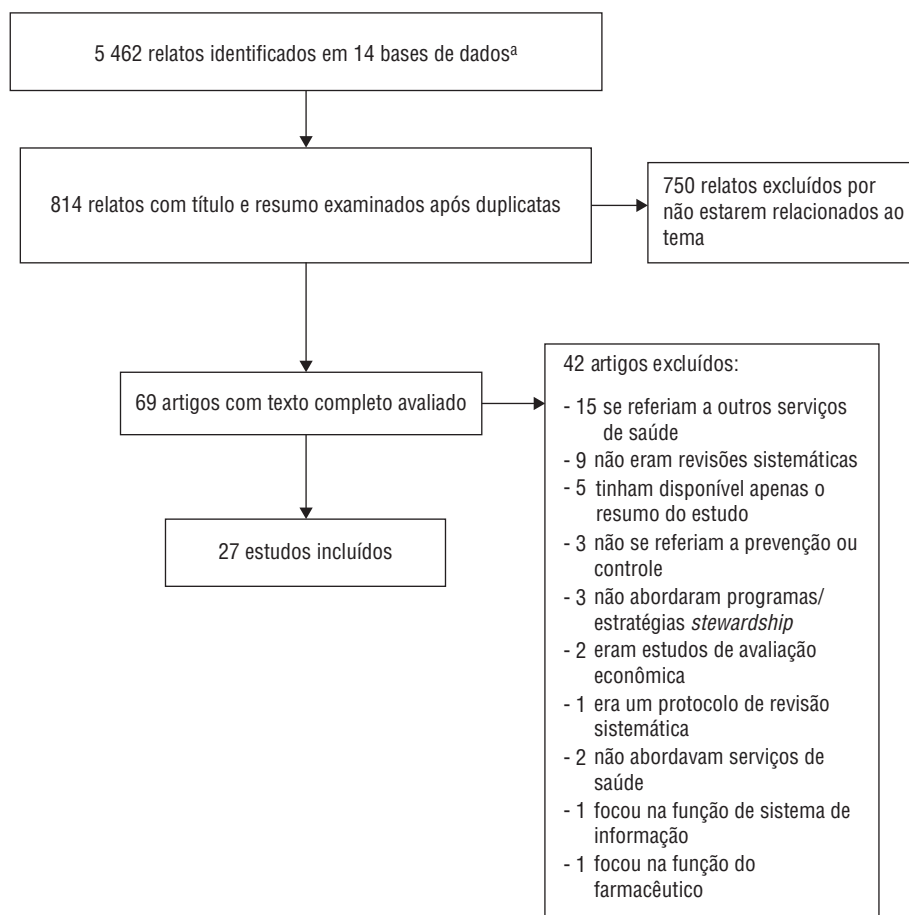 5 462 relatos identificados em 14 bases de dadosª
814 relatos com título e resumo examinados após duplicatas
750 relatos excluídos por
não estarem relacionados ao
tema
69 artigos com texto completo avaliado
42 artigos excluídos:
- 15 se referiam a outros serviços
de saúde
- 9 não eram revisões sistemáticas
- 5 tinham disponível apenas o
resumo do estudo
- 3 não se referiam a prevenção ou
controle
- 3 não abordaram programas/
estratégias stewardship
- 2 eram estudos de avaliação
econômica
- 1 era um protocolo de revisão
sistemática
- 2 não abordavam serviços de
saúde
- 1 focou na função de sistema de
informação
- 1 focou na função do
farmacêutico
27 estudos incluídos